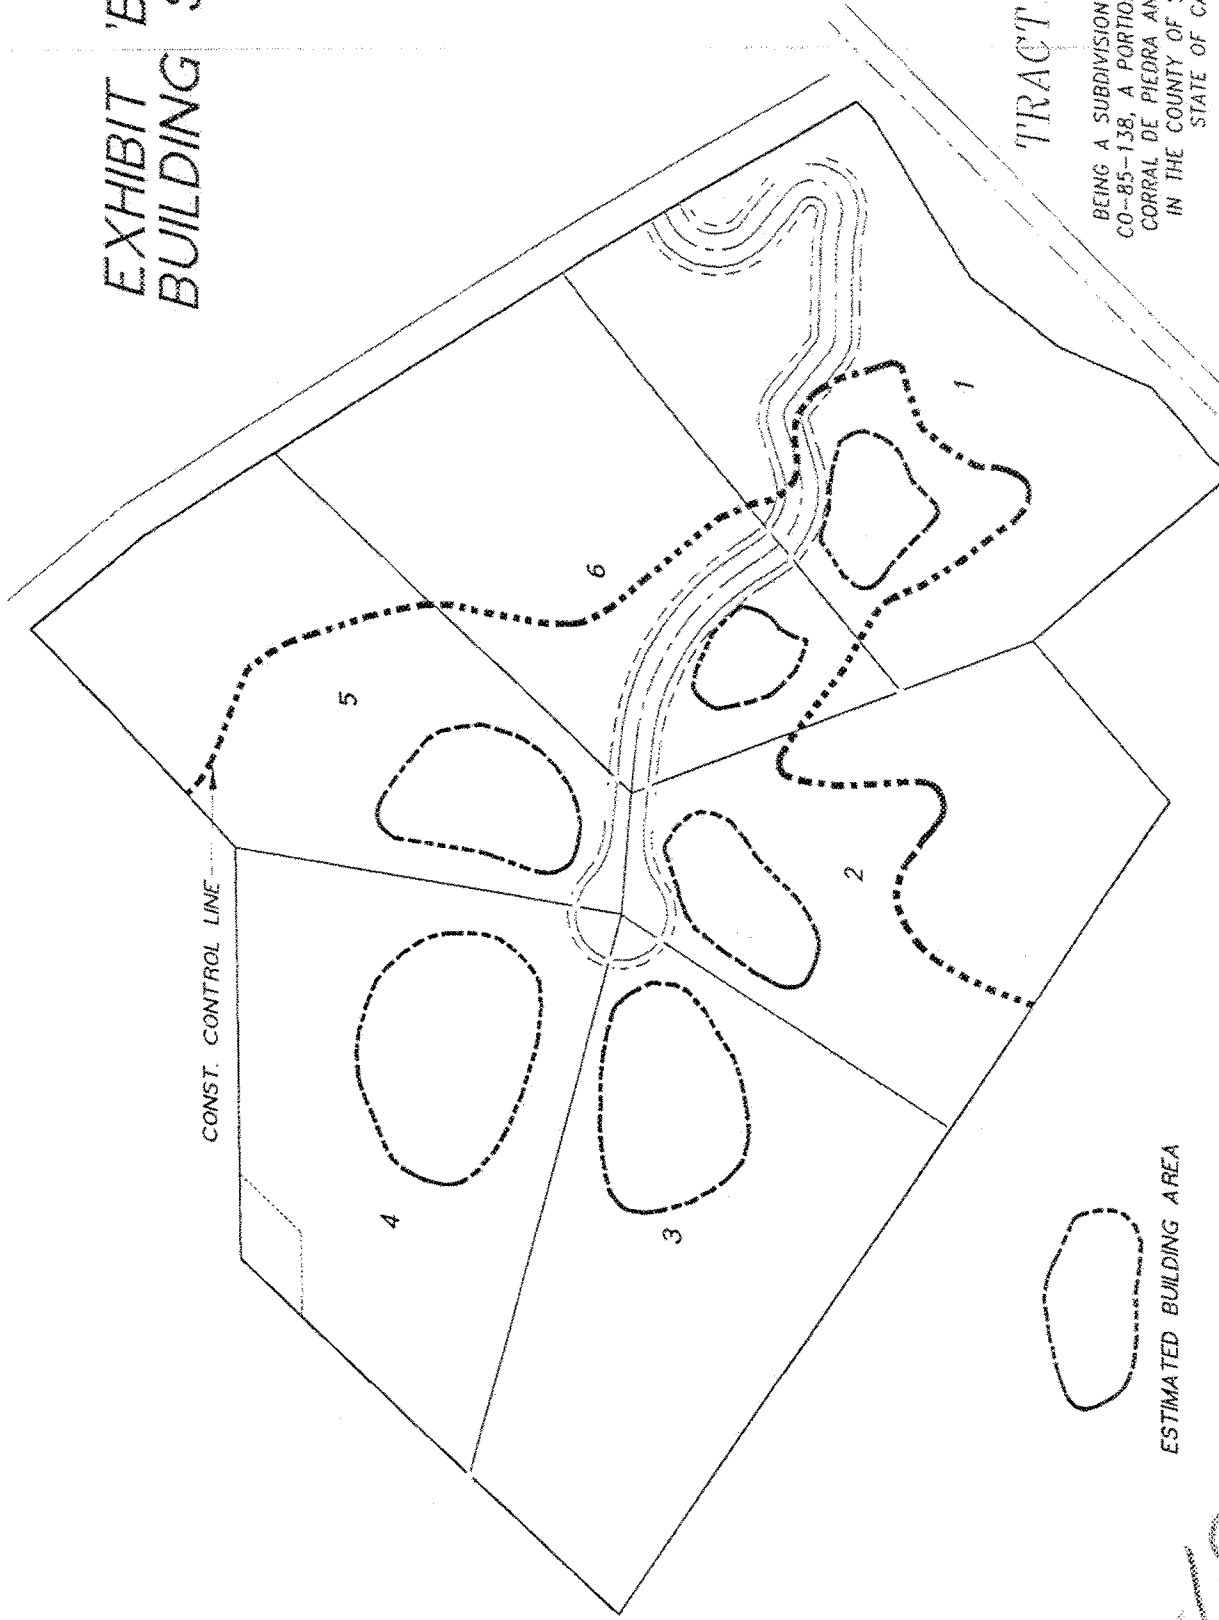 EXHIBIT 'B
BUILDING S
TRACT
BEING A SUBDIVISION
CO-85-138, A PORTIO
CORRAL DE PIEDRA AN
IN THE COUNTY OF S
STATE OF CA
CONST. CONTROL LINE
1
6
5
2
4
3
ESTIMATED BUILDING AREA